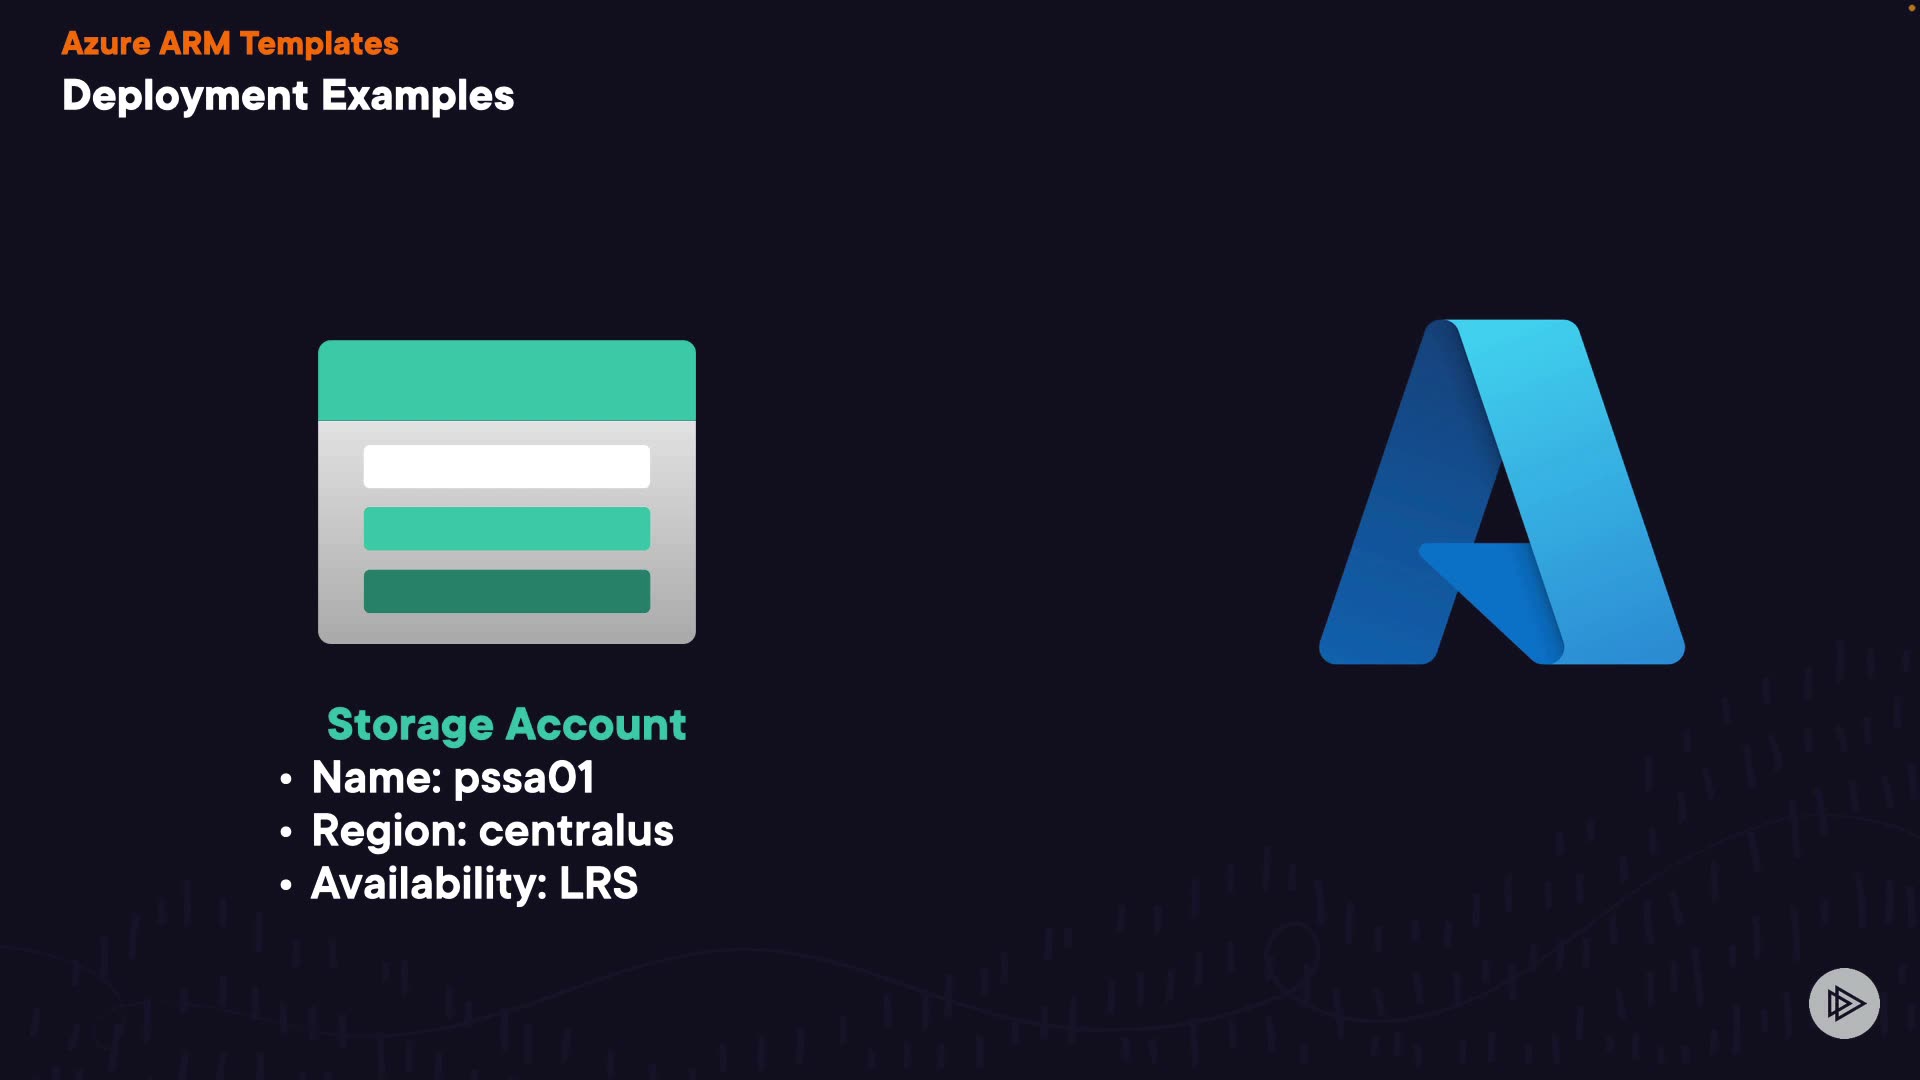 Azure ARM Templates
Deployment Examples
Storage Account
• Name: pssa01
• Region: centralus
• Availability: LRS